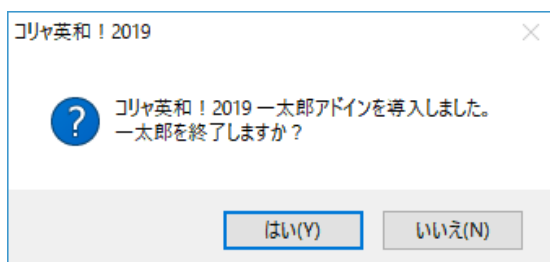 コリャ英和！2019
コリャ英和！2019 一太郎アドインを導入しました。
一太郎を終了しますか？
はい(Y)
いいえ(N)